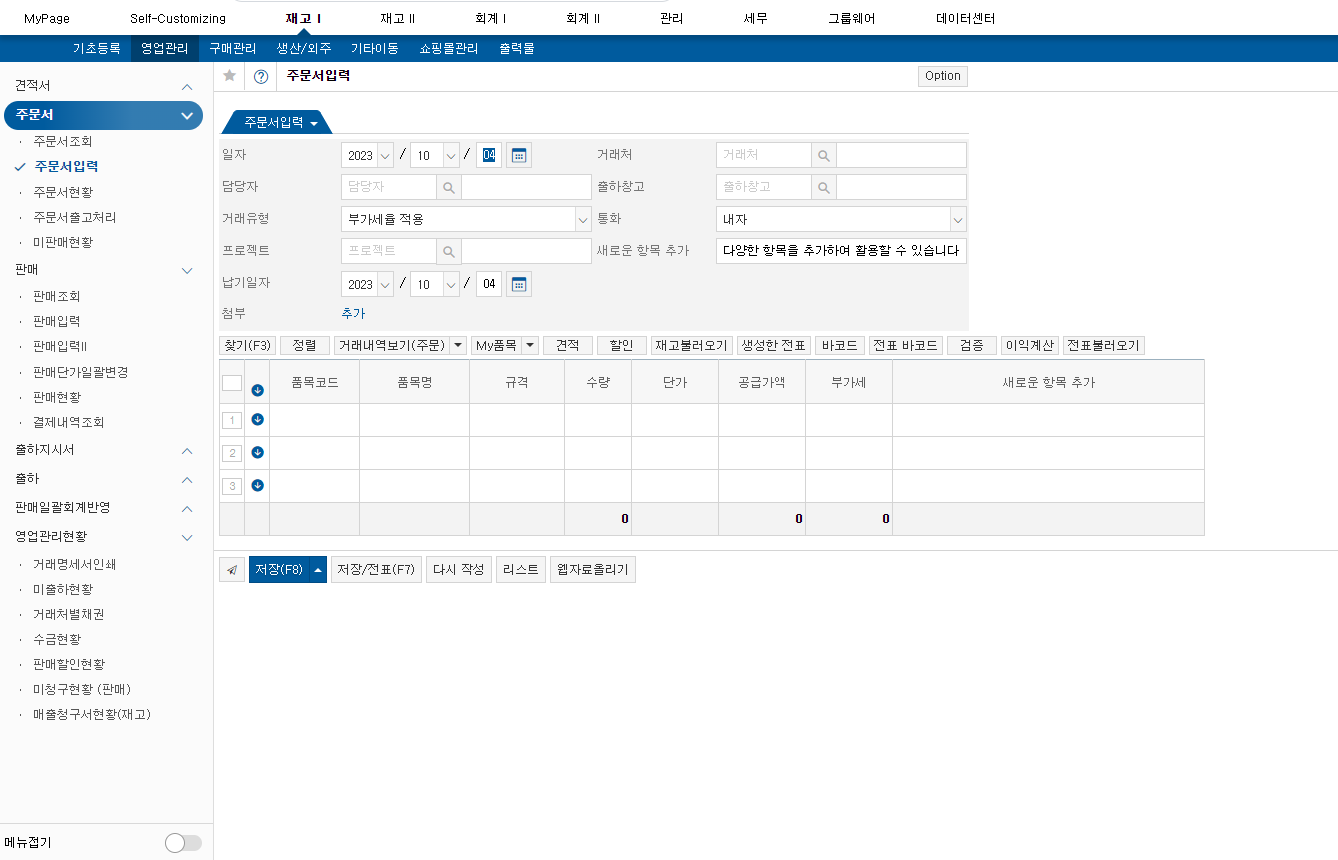 MyPage Self-Customizing 재고 I 재고 II 회계 I 회계 II 관리 세무 그룹웨어 데이터센터
기초등록 영업관리 구매관리 생산/외주 기타이동 쇼핑몰관리 출력물
견적서
주문서
주문서조회
주문서입력
주문서현황
주문서출고처리
미판매현황
판매
판매조회
판매입력
판매입력II
판매단가일괄변경
판매현황
결제내역조회
출하지시서
출하
판매일괄회계반영
영업관리현황
거래명세서인쇄
미출하현황
거래처별채권
수금현황
판매할인현황
미청구현황 (판매)
매출청구서현황(재고)
메뉴접기
주문서입력 Option
주문서입력
일자 2023 / 10 / 04 거래처 거래처
담당자 담당자 출하창고 출하창고
거래유형 부가세율 적용 통화 내자
프로젝트 프로젝트 새로운 항목 추가 다양한 항목을 추가하여 활용할 수 있습니다
납기일자 2023 / 10 / 04
첨부 추가
찾기(F3) 정렬 거래내역보기(주문) My품목 견적 할인 재고불러오기 생성한 전표 바코드 전표 바코드 검증 이익계산 전표불러오기
품목코드 품목명 규격 수량 단가 공급가액 부가세 새로운 항목 추가
1
2
3
0 0 0
저장(F8) 저장/전표(F7) 다시 작성 리스트 웹자료올리기